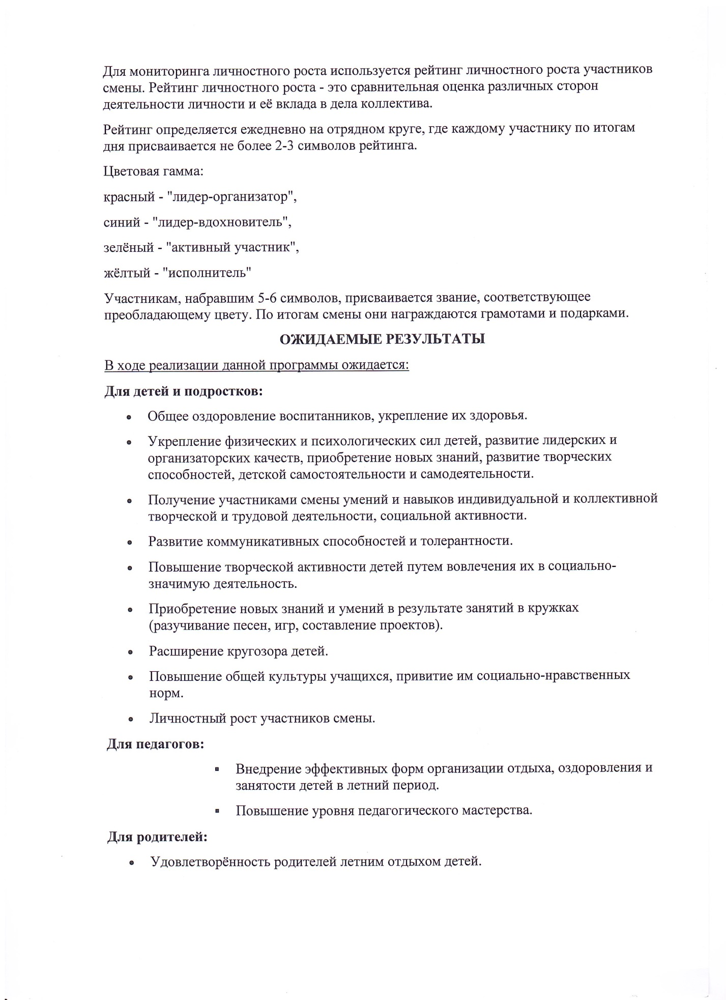 Для мониторинга личностного роста используется рейтинг личностного роста участников
смены. Рейтинг личностного роста - это сравнительная оценка различных сторон
деятельности личности и её вклада в дела коллектива.
Рейтинг определяется ежедневно на отрядном круге, где каждому участнику по итогам
дня присваивается не более 2-3 символов рейтинга.
Цветовая гамма:
красный - "лидер-организатор",
синий - "лидер-вдохновитель",
зелёный - "активный участник",
жёлтый - "исполнитель"
Участникам, набравшим 5-6 символов, присваивается звание, соответствующее
преобладающему цвету. По итогам смены они награждаются грамотами и подарками.
ОЖИДАЕМЫЕ РЕЗУЛЬТАТЫ
В ходе реализации данной программы ожидается:
Для детей и подростков:
• Общее оздоровление воспитанников, укрепление их здоровья.
• Укрепление физических и психологических сил детей, развитие лидерских и
организаторских качеств, приобретение новых знаний, развитие творческих
способностей, детской самостоятельности и самодеятельности.
• Получение участниками смены умений и навыков индивидуальной и коллективной
творческой и трудовой деятельности, социальной активности.
• Развитие коммуникативных способностей и толерантности.
• Повышение творческой активности детей путем вовлечения их в социально-
значимую деятельность.
• Приобретение новых знаний и умений в результате занятий в кружках
(разучивание песен, игр, составление проектов).
• Расширение кругозора детей.
• Повышение общей культуры учащихся, привитие им социально-нравственных
норм.
• Личностный рост участников смены.
Для педагогов:
▪ Внедрение эффективных форм организации отдыха, оздоровления и
занятости детей в летний период.
▪ Повышение уровня педагогического мастерства.
Для родителей:
• Удовлетворённость родителей летним отдыхом детей.